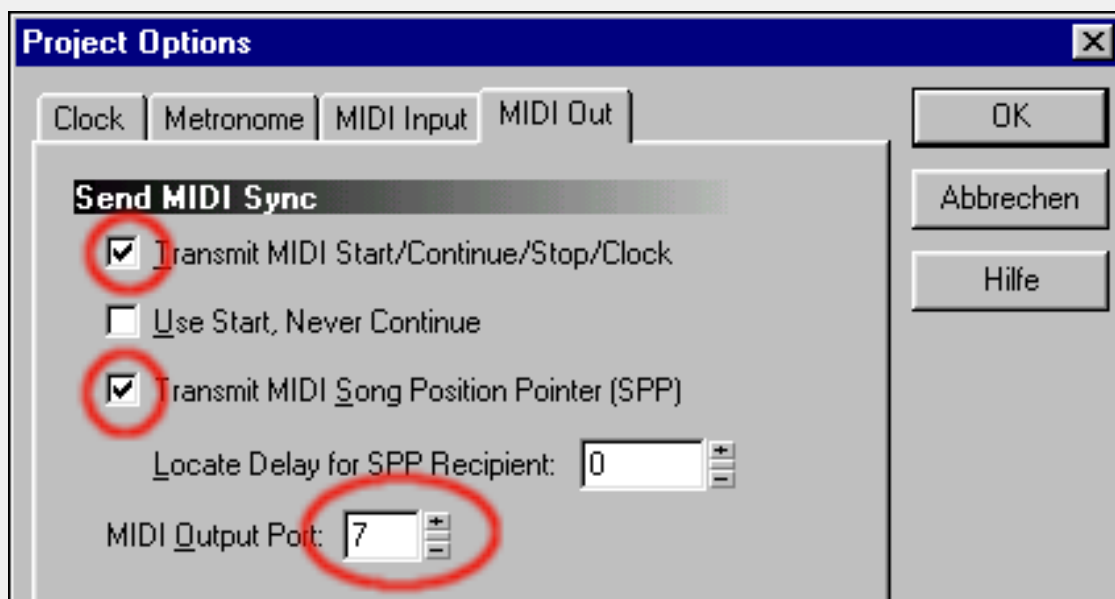 Project Options
Clock Metronome MIDI Input MIDI Out
OK
Abbrechen
Hilfe
Send MIDI Sync
Transmit MIDI Start/Continue/Stop/Clock
Use Start, Never Continue
Transmit MIDI Song Position Pointer (SPP)
Locate Delay for SPP Recipient: 0
MIDI Output Port: 7